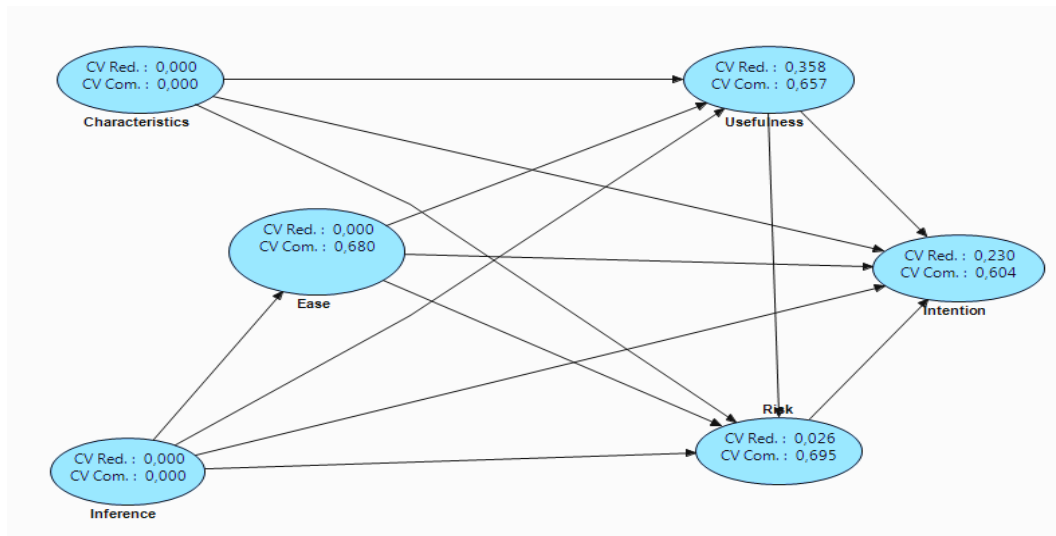 CV Red. : 0,000
CV Com. : 0,000
Characteristics
CV Red. : 0,358
CV Com. : 0,657
Usefulness
CV Red. : 0,000
CV Com. : 0,680
Ease
CV Red. : 0,230
CV Com. : 0,604
Intention
Risk
CV Red. : 0,026
CV Com. : 0,695
CV Red. : 0,000
CV Com. : 0,000
Inference